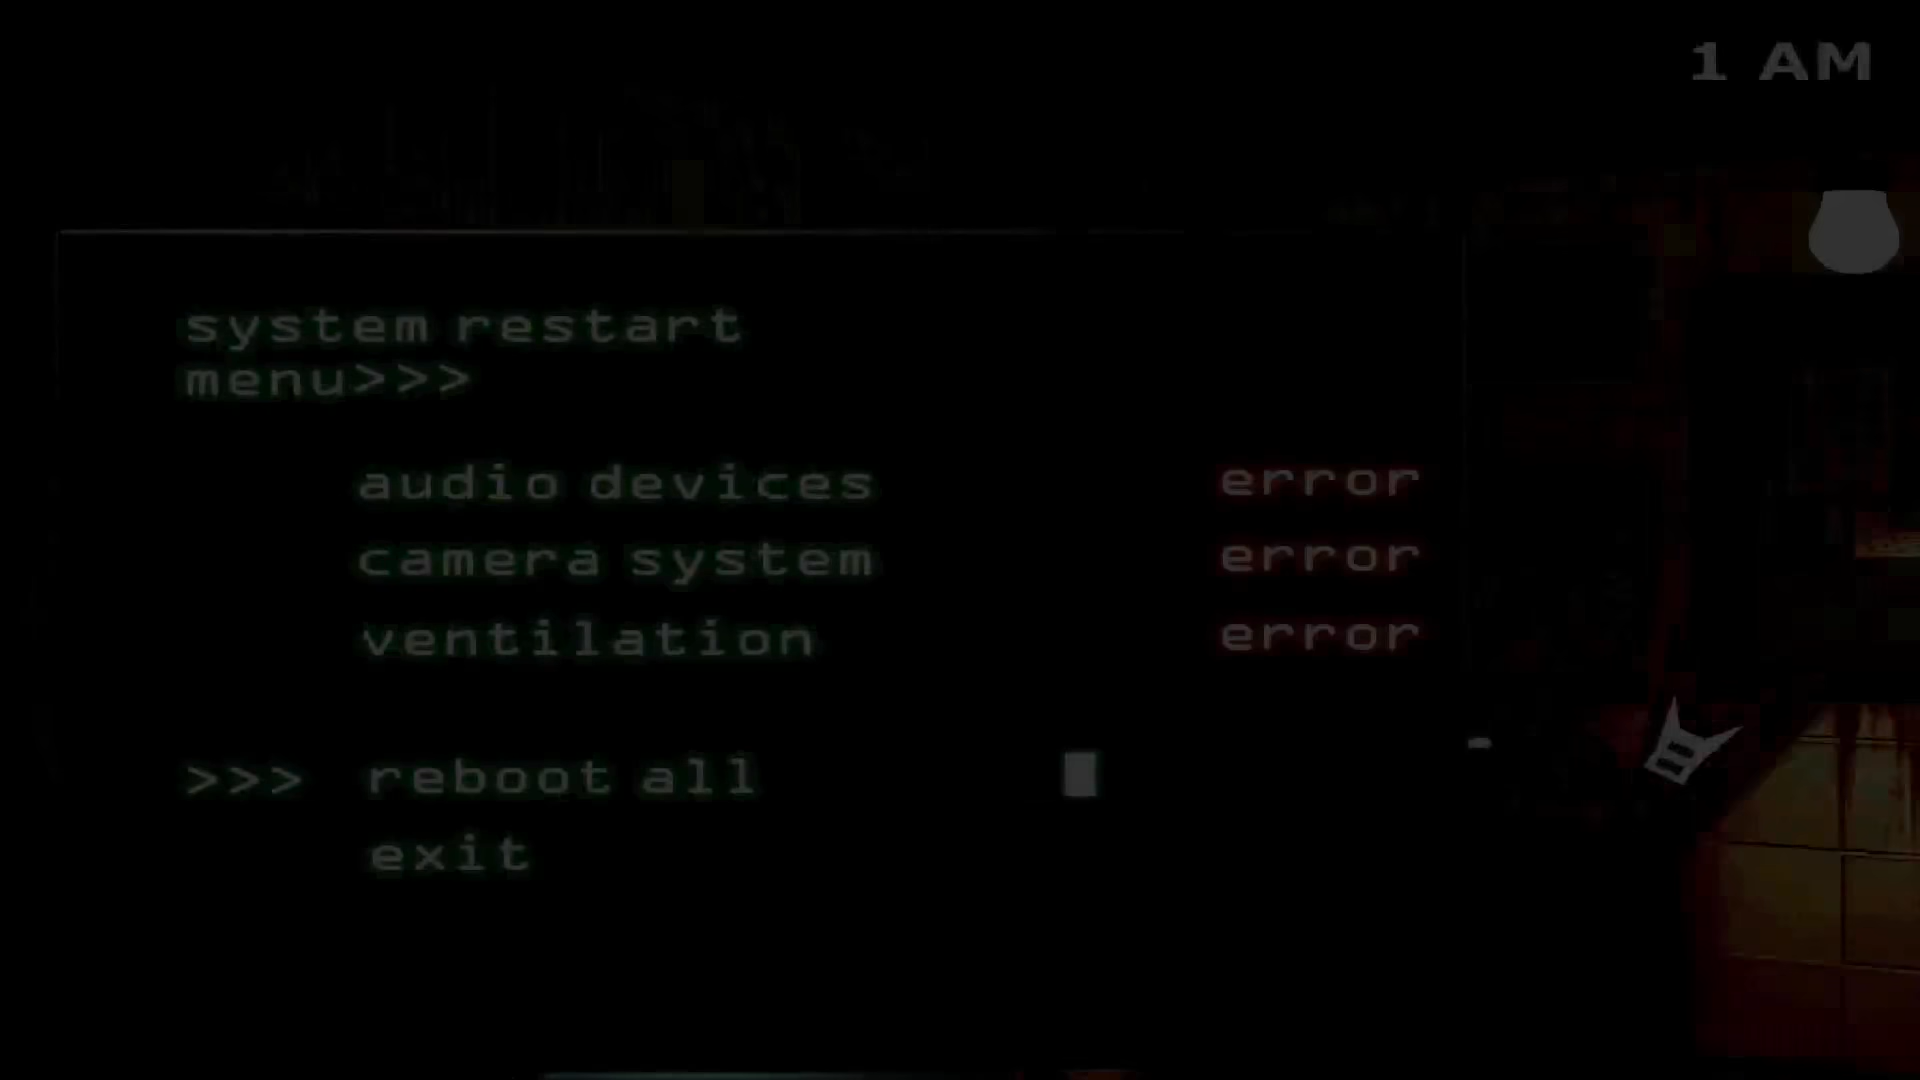 1 AM
system restart
menu>>>
audio devices error
camera system error
ventilation error
>>> reboot all
exit